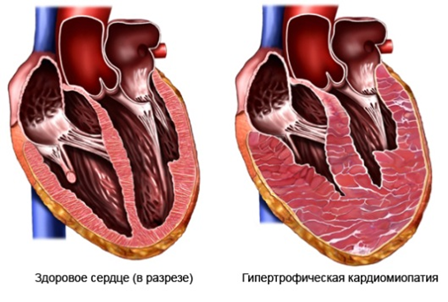 Здоровое сердце (в разрезе)
Гипертрофическая кардиомиопатия